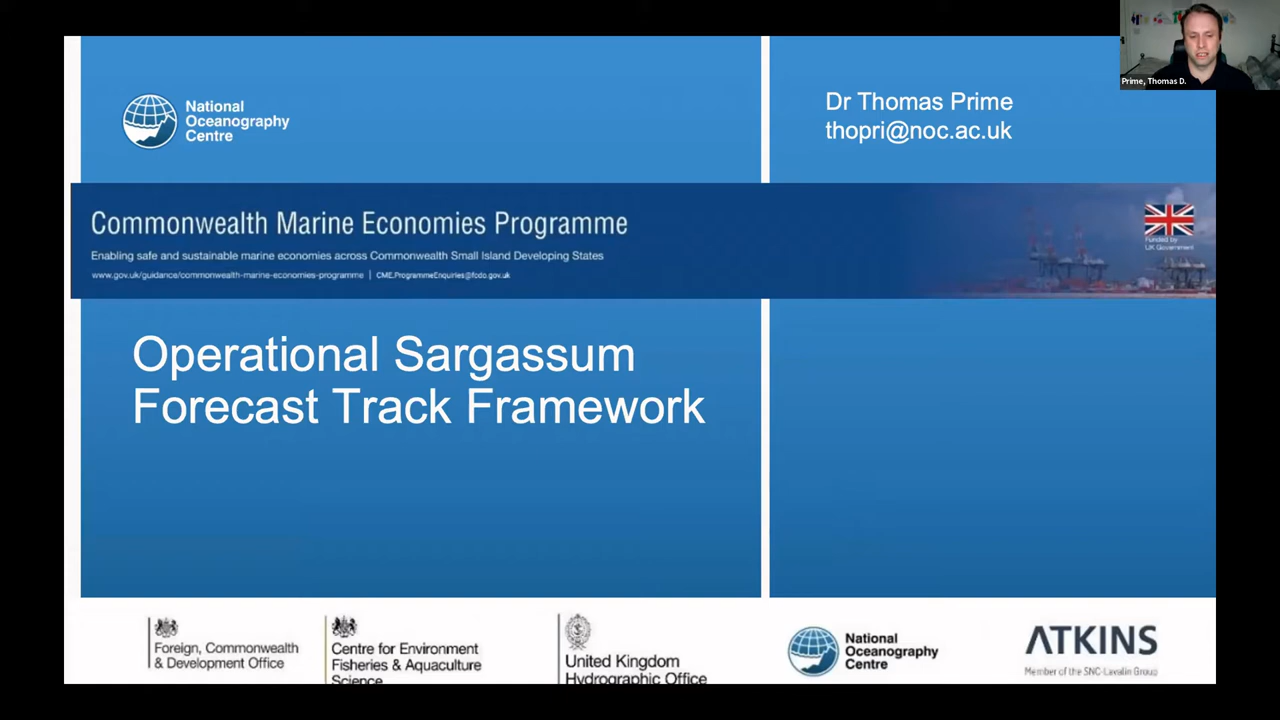 Prime, Thomas D.
National
Oceanography
Centre
Dr Thomas Prime
thopri@noc.ac.uk
Commonwealth Marine Economies Programme
Enabling safe and sustainable marine economies across Commonwealth Small Island Developing States
www.gov.uk/guidance/commonwealth-marine-economies-programme | CME.ProgrammeEnquiries@fcdo.gov.uk
Funded by
UK Government
Operational Sargassum
Forecast Track Framework
Foreign, Commonwealth
& Development Office
Centre for Environment
Fisheries & Aquaculture
Science
United Kingdom
Hydrographic Office
National
Oceanography
Centre
ATKINS
Member of the SNC-Lavalin Group